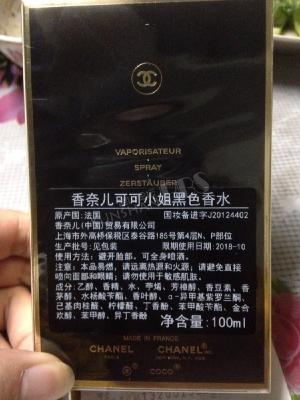 VAPORISATEUR
SPRAY
ZERSTÄUBER
香奈儿可可小姐黑色香水
原产国:法国 国妆备进字J20124402
香奈儿(中国)贸易有限公司
上海市外高桥保税区泰谷路185号第4层N、P部位
生产批号:见包装 限期使用日期:2018-10
使用方法:避开脸部,可全身喷洒。
注意事项:本品易燃,请远离热源和火源;请避免直接喷向面部和眼睛;请勿使用于敏感肌肤。
成分:乙醇、香精、水、苧烯、芳樟醇、香豆素、香茅醇、水杨酸苄酯、香叶醇、α-异甲基紫罗兰酮、己基肉桂醛、柠檬醛、丁香酚、苯甲酸苄酯、金合欢醇、苯甲醇、异丁香酚
净含量:100ml
MADE IN FRANCE
CHANEL CHANEL INC.
PARIS NEW YORK, N.Y.
COCO